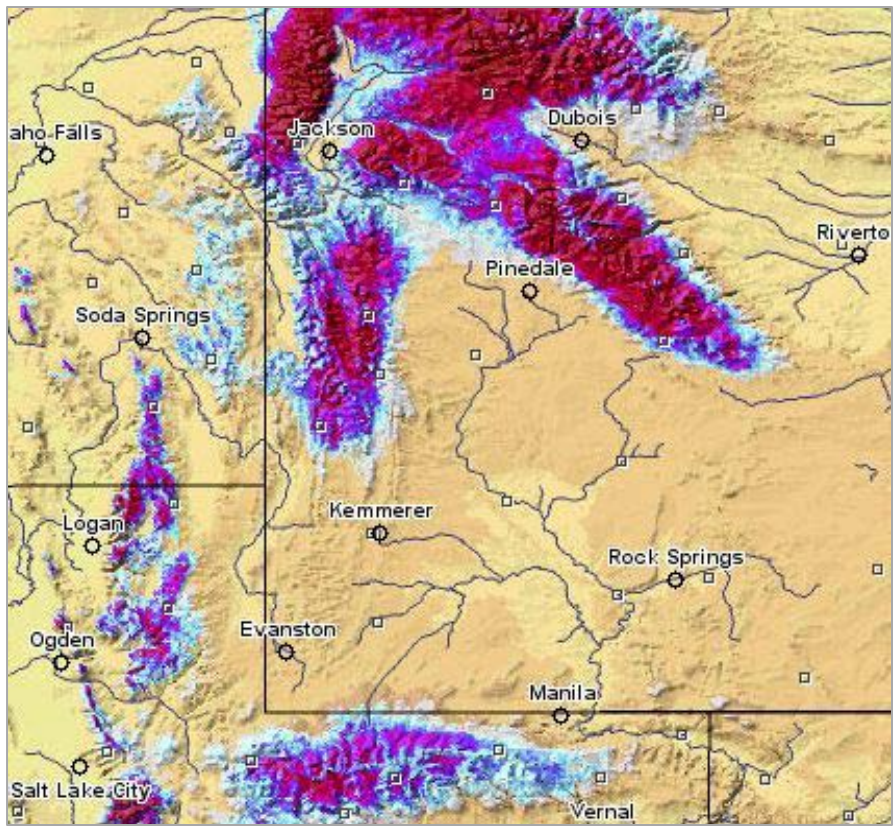 Jackson
Dubois
aho Falls
Riverto
Pinedale
Soda Springs
Kemmerer
Logan
Rock Springs
Evanston
Ogden
Manila
Salt Lake City
Vernal